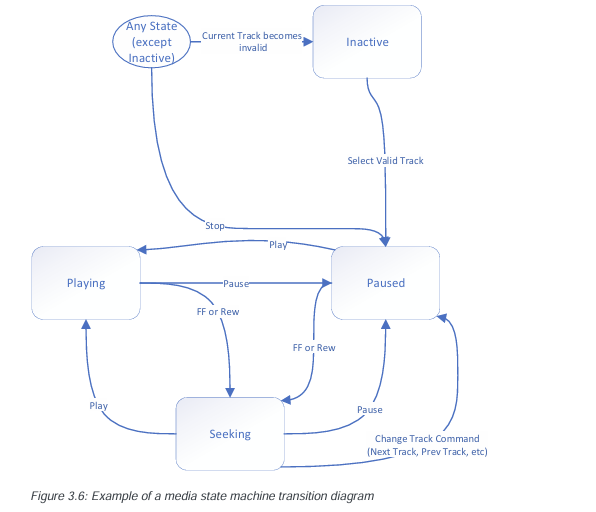 Any State
(except
Inactive)
Current Track becomes
invalid
Inactive
Select Valid Track
Stop
Play
Playing
Pause
Paused
FF or Rew
FF or Rew
Play
Pause
Seeking
Change Track Command
(Next Track, Prev Track, etc)
Figure 3.6: Example of a media state machine transition diagram